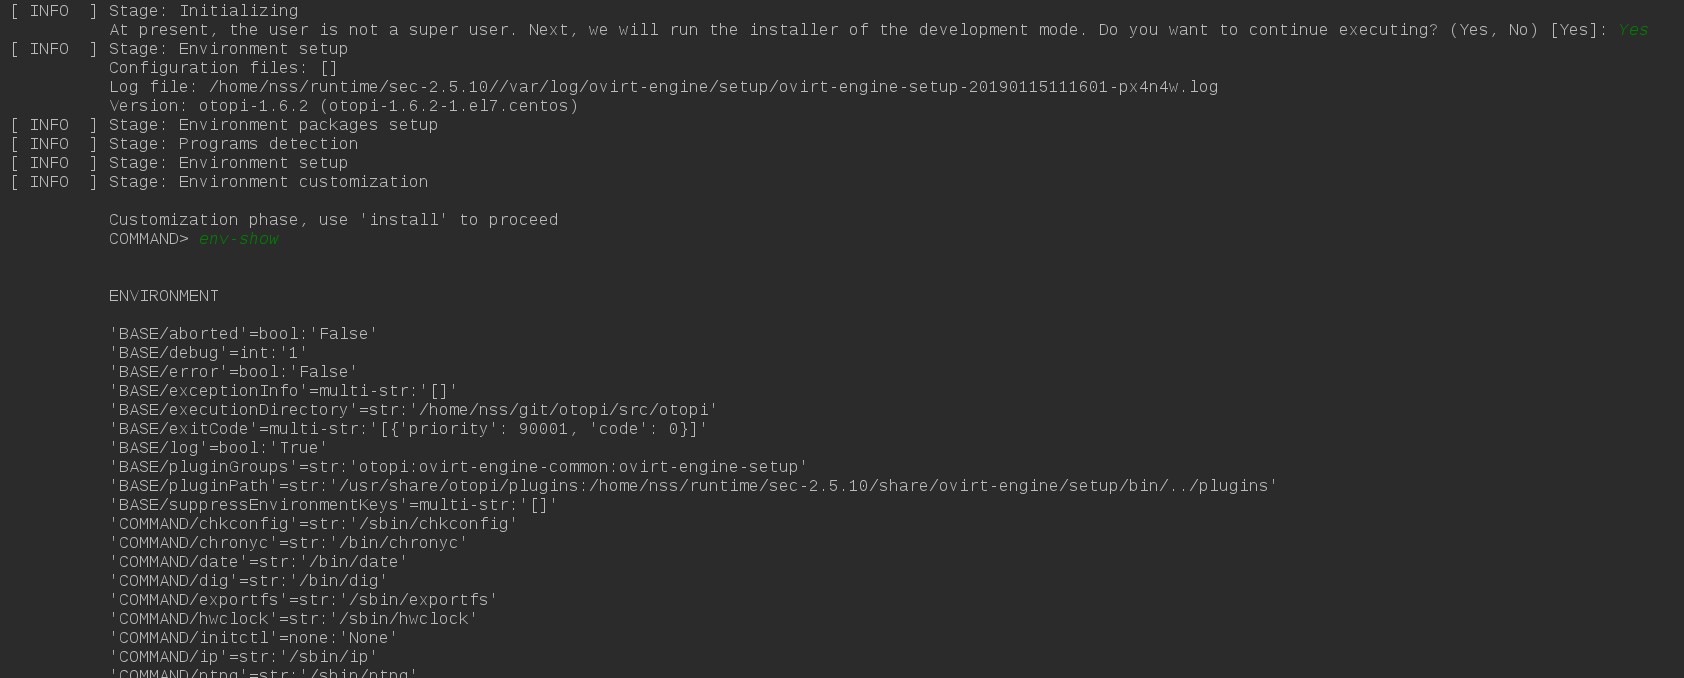 [ INFO  ] Stage: Initializing
At present, the user is not a super user. Next, we will run the installer of the development mode. Do you want to continue executing? (Yes, No) [Yes]: Yes
[ INFO  ] Stage: Environment setup
Configuration files: []
Log file: /home/nss/runtime/sec-2.5.10//var/log/ovirt-engine/setup/ovirt-engine-setup-20190115111601-px4n4w.log
Version: otopi-1.6.2 (otopi-1.6.2-1.el7.centos)
[ INFO  ] Stage: Environment packages setup
[ INFO  ] Stage: Programs detection
[ INFO  ] Stage: Environment setup
[ INFO  ] Stage: Environment customization
Customization phase, use 'install' to proceed
COMMAND> env-show
ENVIRONMENT
'BASE/aborted'=bool:'False'
'BASE/debug'=int:'1'
'BASE/error'=bool:'False'
'BASE/exceptionInfo'=multi-str:'[]'
'BASE/executionDirectory'=str:'/home/nss/git/otopi/src/otopi'
'BASE/exitCode'=multi-str:'[{'priority': 90001, 'code': 0}]'
'BASE/log'=bool:'True'
'BASE/pluginGroups'=str:'otopi:ovirt-engine-common:ovirt-engine-setup'
'BASE/pluginPath'=str:'/usr/share/otopi/plugins:/home/nss/runtime/sec-2.5.10/share/ovirt-engine/setup/bin/../plugins'
'BASE/suppressEnvironmentKeys'=multi-str:'[]'
'COMMAND/chkconfig'=str:'/sbin/chkconfig'
'COMMAND/chronyc'=str:'/bin/chronyc'
'COMMAND/date'=str:'/bin/date'
'COMMAND/dig'=str:'/bin/dig'
'COMMAND/exportfs'=str:'/sbin/exportfs'
'COMMAND/hwclock'=str:'/sbin/hwclock'
'COMMAND/initctl'=none:'None'
'COMMAND/ip'=str:'/sbin/ip'
'COMMAND/ntpq'=str:'/sbin/ntpq'